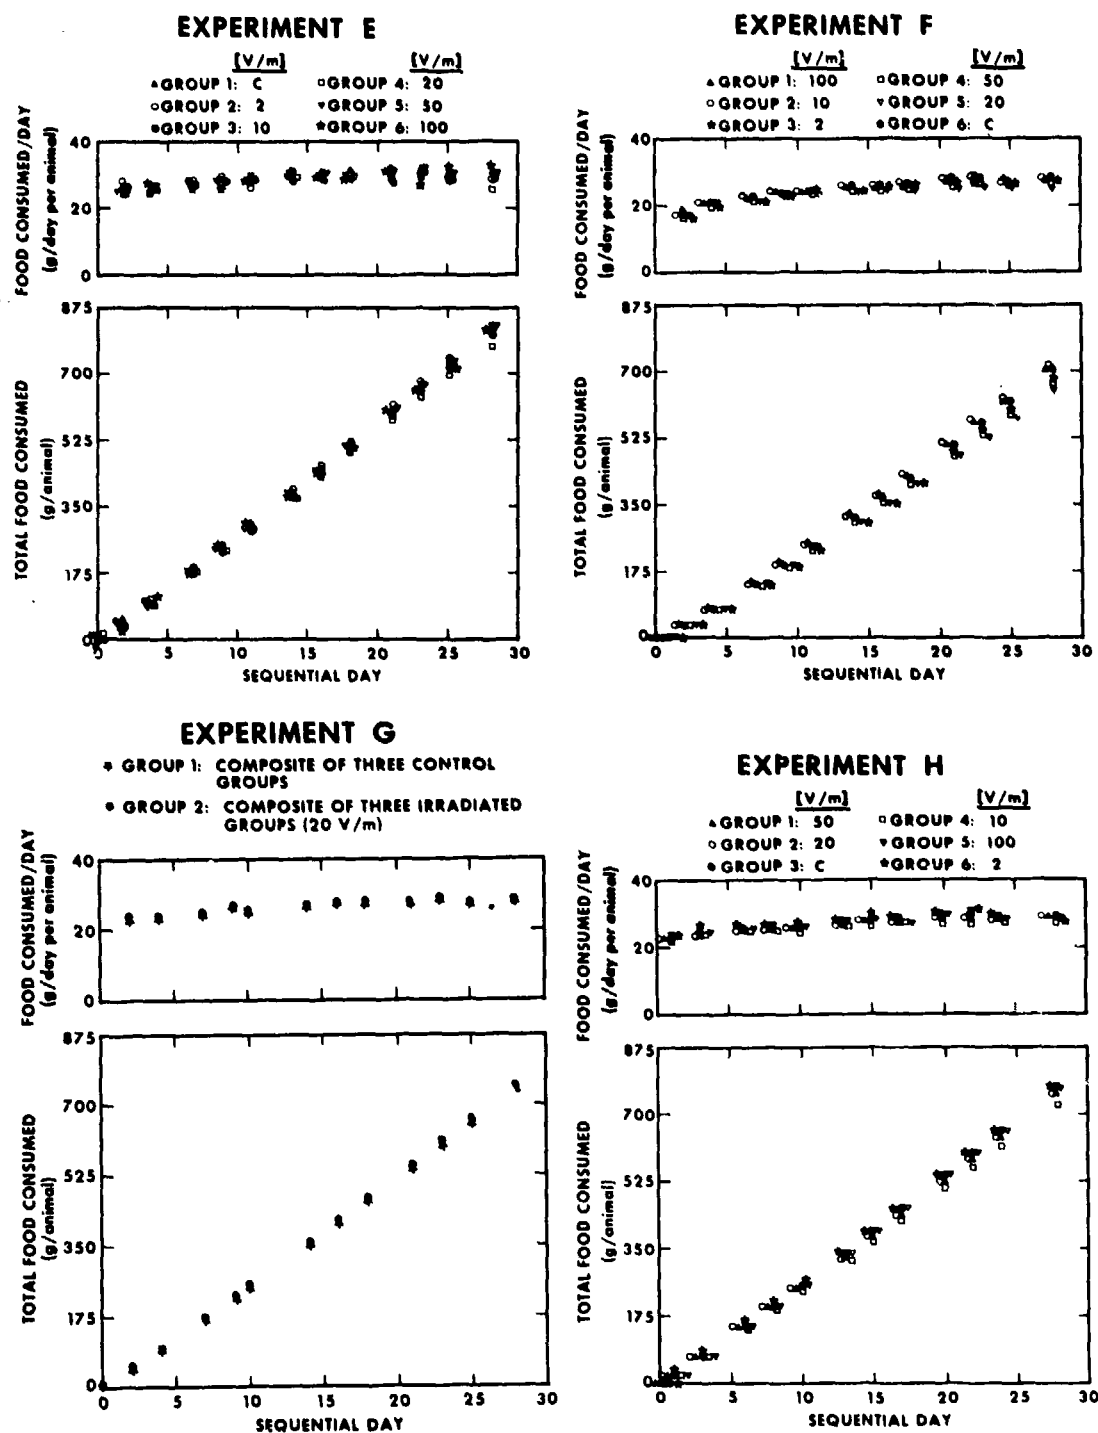 EXPERIMENT E
[V/m] [V/m]
▲GROUP 1: C □GROUP 4: 20
○GROUP 2: 2 ▼GROUP 5: 50
●GROUP 3: 10 ★GROUP 6: 100
FOOD CONSUMED/DAY
(g/day per animal)
40
20
0
0 5 10 15 20 25 30
TOTAL FOOD CONSUMED
(g/animal)
875
700
525
350
175
0
0 5 10 15 20 25 30
SEQUENTIAL DAY
EXPERIMENT F
[V/m] [V/m]
▲GROUP 1: 100 □GROUP 4: 50
○GROUP 2: 10 ▼GROUP 5: 20
★GROUP 3: 2 ●GROUP 6: C
FOOD CONSUMED/DAY
(g/day per animal)
40
20
0
TOTAL FOOD CONSUMED
(g/animal)
875
700
525
350
175
0
0 5 10 15 20 25 30
SEQUENTIAL DAY
EXPERIMENT G
★ GROUP 1: COMPOSITE OF THREE CONTROL
GROUPS
● GROUP 2: COMPOSITE OF THREE IRRADIATED
GROUPS (20 V/m)
FOOD CONSUMED/DAY
(g/day per animal)
40
20
0
TOTAL FOOD CONSUMED
(g/animal)
875
700
525
350
175
0
0 5 10 15 20 25 30
SEQUENTIAL DAY
EXPERIMENT H
[V/m] [V/m]
▲GROUP 1: 50 □GROUP 4: 10
○GROUP 2: 20 ▼GROUP 5: 100
●GROUP 3: C ★GROUP 6: 2
FOOD CONSUMED/DAY
(g/day per animal)
40
20
0
TOTAL FOOD CONSUMED
(g/animal)
875
700
525
350
175
0
0 5 10 15 20 25 30
SEQUENTIAL DAY